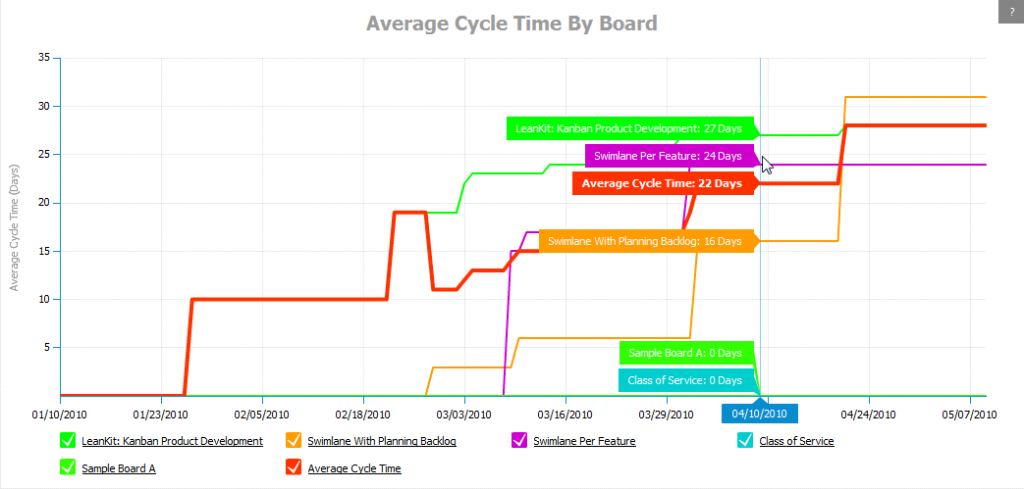 Average Cycle Time By Board
?
Average Cycle Time (Days)
35
30
25
20
15
10
5
LeanKit: Kanban Product Development: 27 Days
Swimlane Per Feature: 24 Days
Average Cycle Time: 22 Days
Swimlane With Planning Backlog: 16 Days
Sample Board A: 0 Days
Class of Service: 0 Days
01/10/2010 01/23/2010 02/05/2010 02/18/2010 03/03/2010 03/16/2010 03/29/2010 04/10/2010 04/24/2010 05/07/2010
LeanKit: Kanban Product Development Swimlane With Planning Backlog Swimlane Per Feature Class of Service
Sample Board A Average Cycle Time